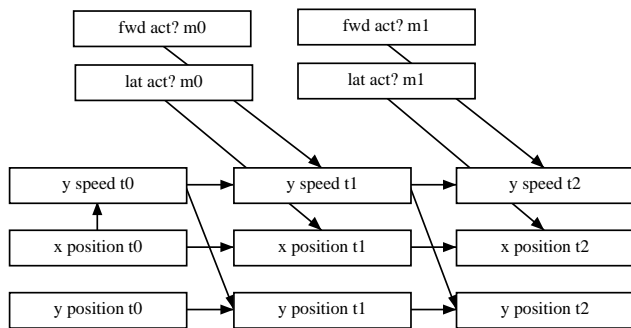 fwd act? m0
fwd act? m1
lat act? m0
lat act? m1
y speed t0
y speed t1
y speed t2
x position t0
x position t1
x position t2
y position t0
y position t1
y position t2